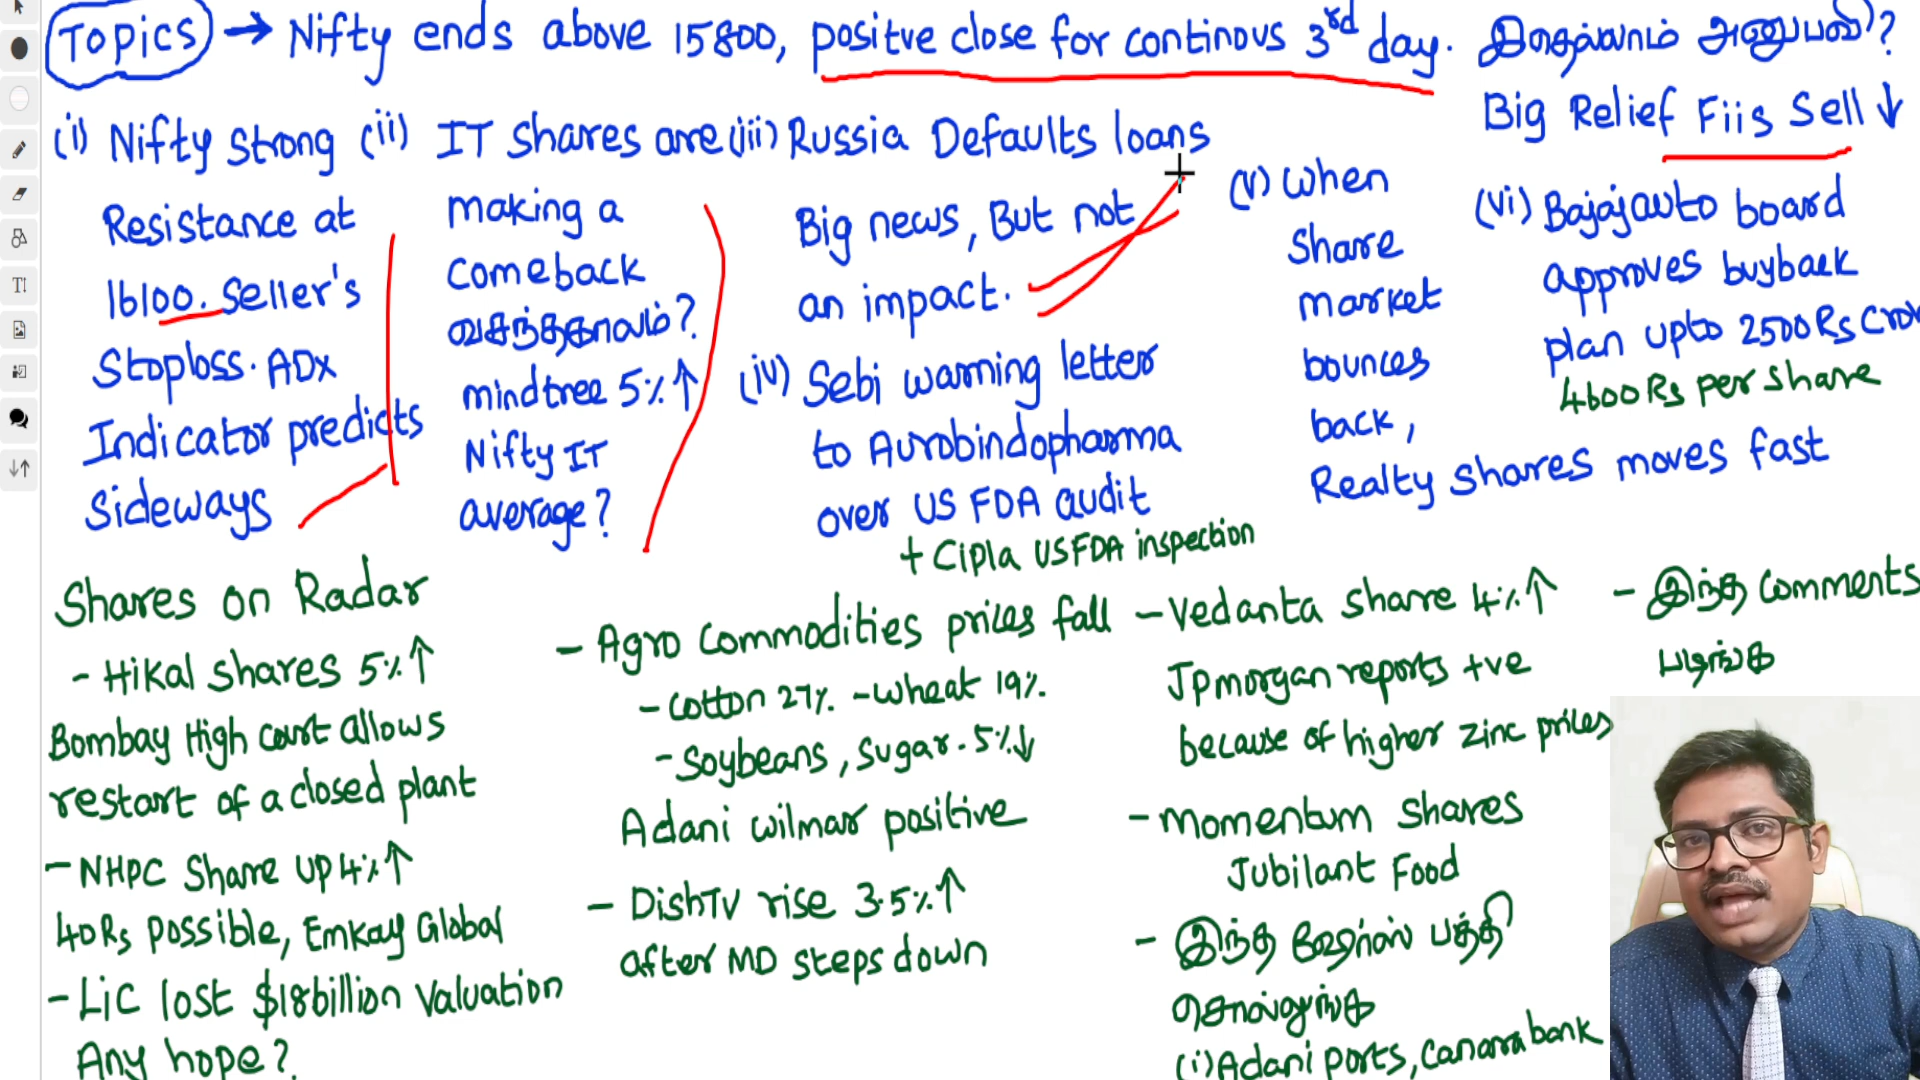 Topics → Nifty ends above 15800, positve close for continous 3rd day.
Big Relief Fiis Sell ↓
(i) Nifty strong
Resistance at
16100. Seller's
Stoploss. ADx
Indicator predicts
Sideways
(ii) IT shares are
making a
comeback
mindtree 5% ↑
Nifty IT
average?
(iii) Russia Defaults loans
Big news, But not
an impact.
(iv) Sebi warning letter
to Aurobindopharma
over US FDA audit
+ Cipla USFDA inspection
(v) When
share
market
bounces
back,
Realty shares moves fast
(vi) Bajajauto board
approves buyback
plan upto 2500Rs
4600Rs per share
Shares on Radar
- Hikal shares 5% ↑
Bombay High court allows
restart of a closed plant
- NHPC Share up 4% ↑
40Rs possible, Emkay Global
- LiC lost $18billion valuation
Any hope?
- Agro commodities prices fall
- cotton 27% - wheat 19%
- Soybeans, sugar. 5% ↓
Adani wilmar positive
- DishTV rise 3.5% ↑
after MD steps down
- Vedanta share 4% ↑
Jpmorgan reports +ve
because of higher zinc prices
- Momentum shares
Jubilant Food
- இந்த ஷேர்ஸ் பத்தி
சொல்லுங்க
(i) Adani ports, canara bank
- இந்த comments
படிங்க